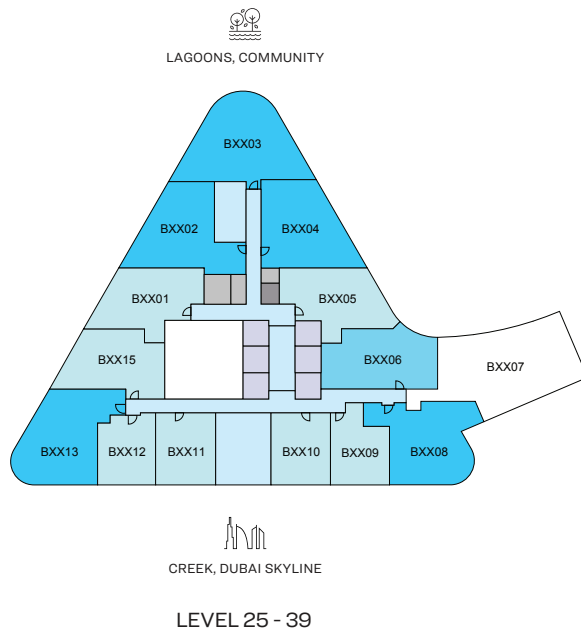 LAGOONS, COMMUNITY
BXX03
BXX02
BXX04
BXX01
BXX05
BXX15
BXX06
BXX07
BXX13
BXX12
BXX11
BXX10
BXX09
BXX08
CREEK, DUBAI SKYLINE
LEVEL 25 - 39